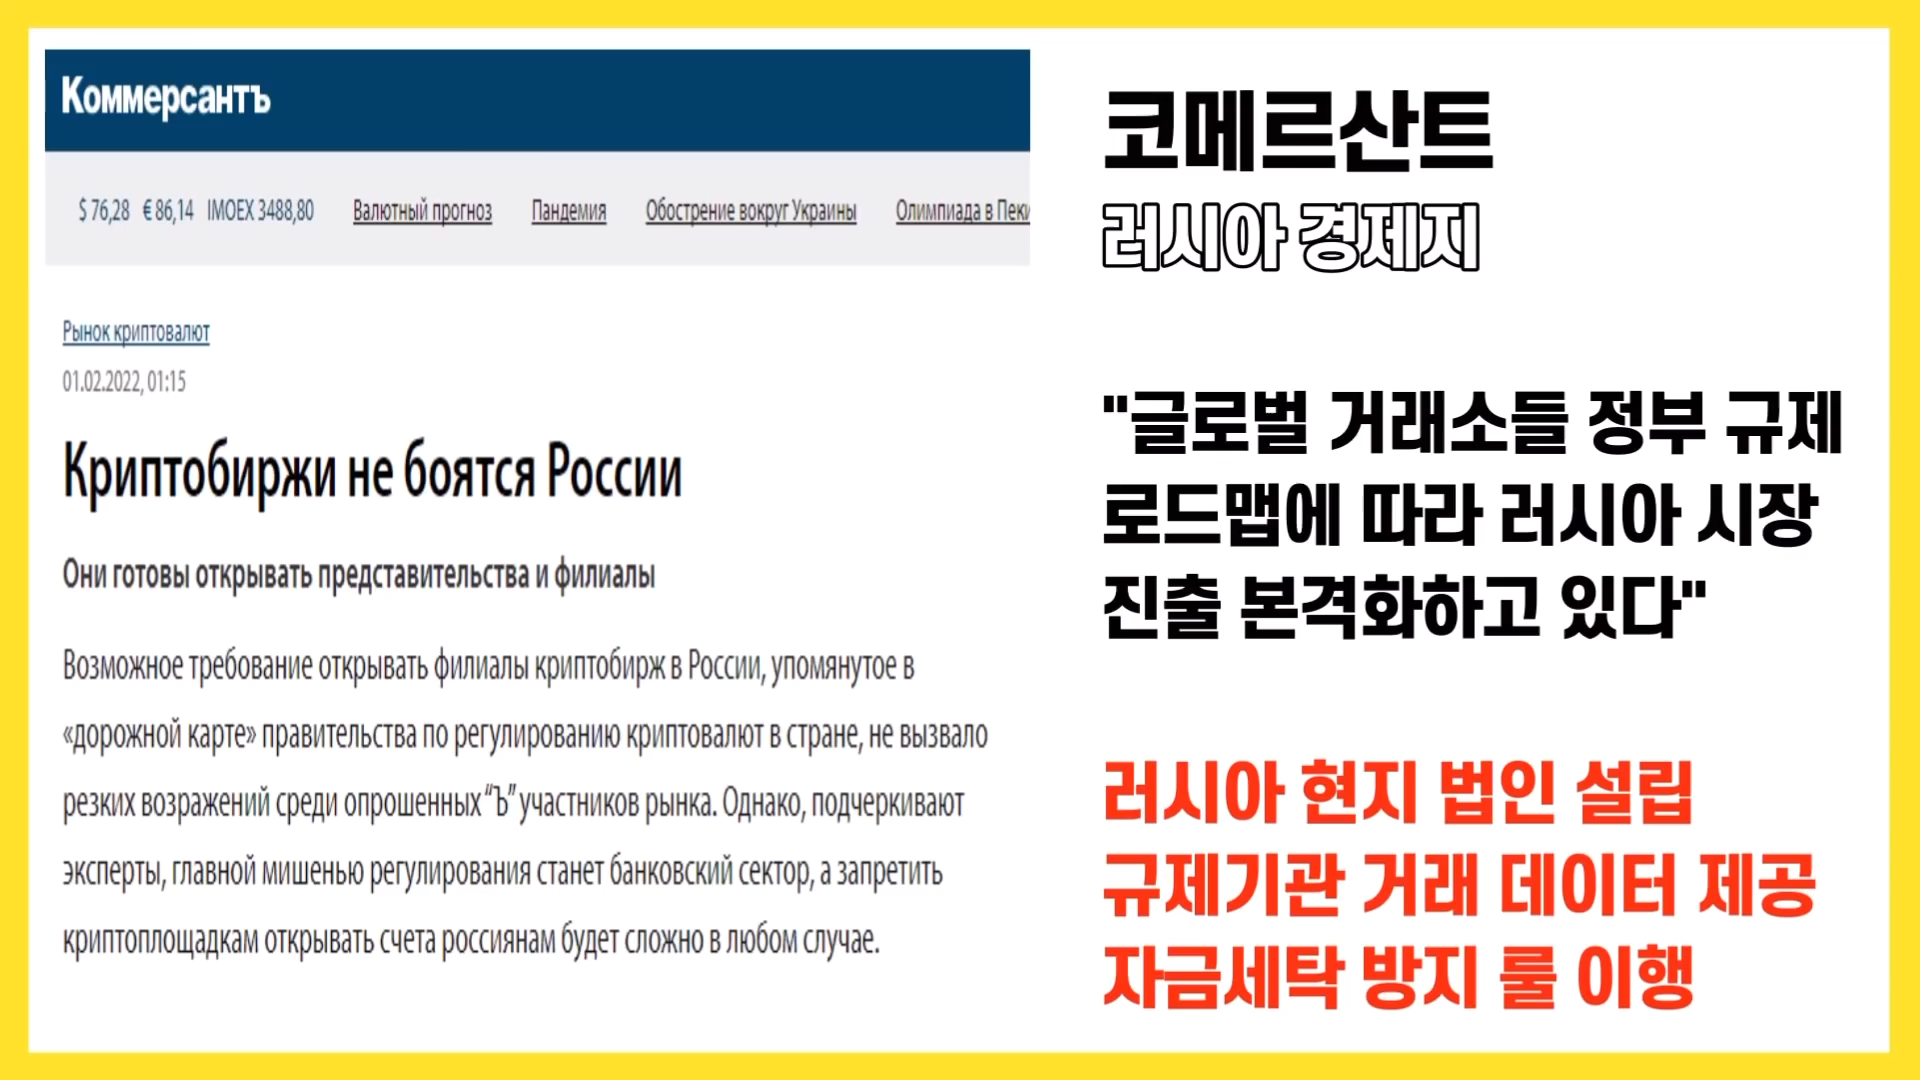 Коммерсантъ
$ 76,28 € 86,14 IMOEX 3488,80 Валютный прогноз Пандемия Обострение вокруг Украины Олимпиада в Пеки
Рынок криптовалют
01.02.2022, 01:15
Криптобиржи не боятся России
Они готовы открывать представительства и филиалы
Возможное требование открывать филиалы криптобирж в России, упомянутое в
«дорожной карте» правительства по регулированию криптовалют в стране, не вызвало
резких возражений среди опрошенных “Ъ” участников рынка. Однако, подчеркивают
эксперты, главной мишенью регулирования станет банковский сектор, а запретить
криптоплощадкам открывать счета россиянам будет сложно в любом случае.
코메르산트
러시아 경제지
"글로벌 거래소들 정부 규제
로드맵에 따라 러시아 시장
진출 본격화하고 있다"
러시아 현지 법인 설립
규제기관 거래 데이터 제공
자금세탁 방지 룰 이행